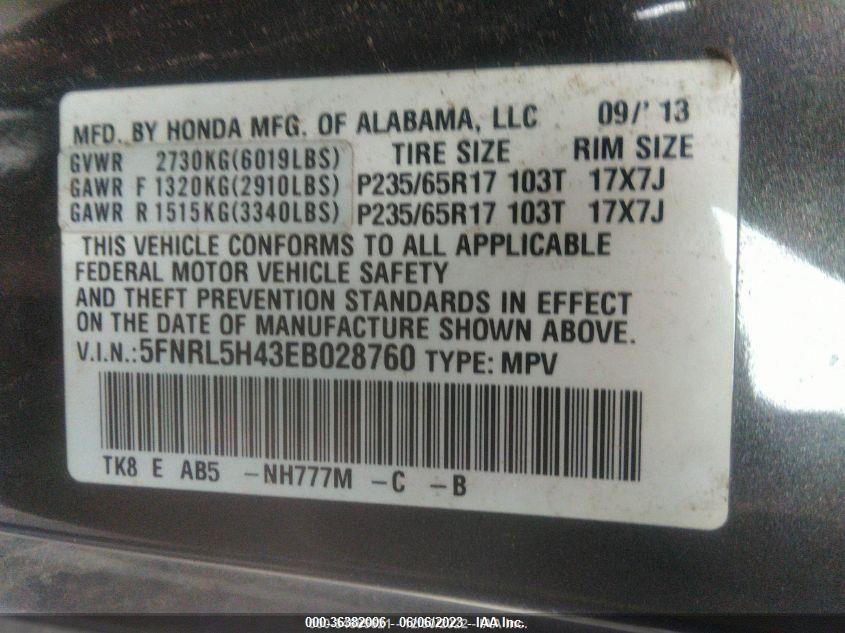 MFD. BY HONDA MFG. OF ALABAMA, LLC 09/' 13
GVWR 2730KG(6019LBS) TIRE SIZE RIM SIZE
GAWR F 1320KG(2910LBS) P235/65R17 103T 17X7J
GAWR R 1515KG(3340LBS) P235/65R17 103T 17X7J
THIS VEHICLE CONFORMS TO ALL APPLICABLE
FEDERAL MOTOR VEHICLE SAFETY
AND THEFT PREVENTION STANDARDS IN EFFECT
ON THE DATE OF MANUFACTURE SHOWN ABOVE.
V.I.N.: 5FNRL5H43EB028760 TYPE: MPV
TK8 E AB5 -NH777M -C -B
000-36382006 - 06/06/2023 - IAA Inc.